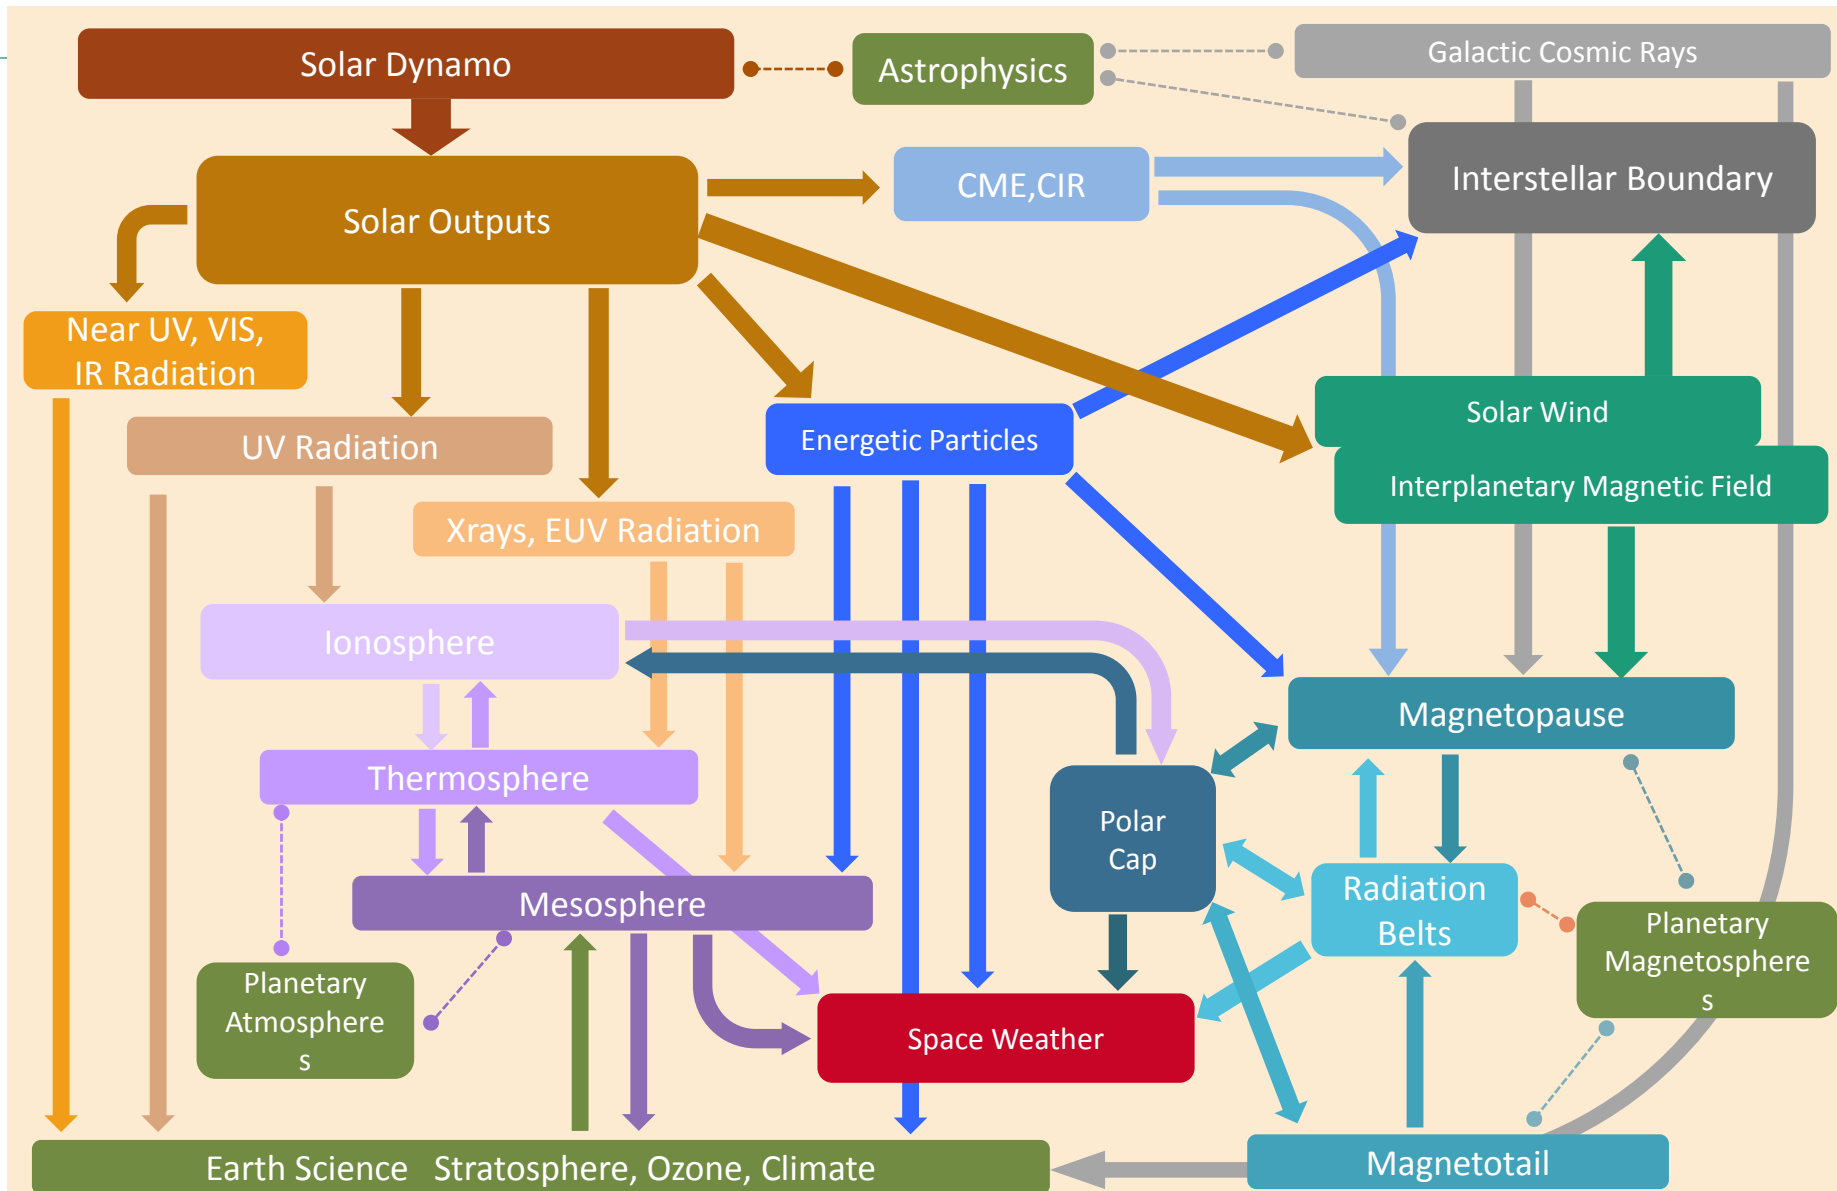 Solar Dynamo
Astrophysics
Galactic Cosmic Rays
CME,CIR
Interstellar Boundary
Solar Outputs
Near UV, VIS,
IR Radiation
Solar Wind
UV Radiation
Energetic Particles
Interplanetary Magnetic Field
Xrays, EUV Radiation
Ionosphere
Magnetopause
Thermosphere
Polar
Cap
Radiation
Belts
Mesosphere
Planetary
Magnetosphere
s
Planetary
Atmosphere
s
Space Weather
Earth Science Stratosphere, Ozone, Climate
Magnetotail